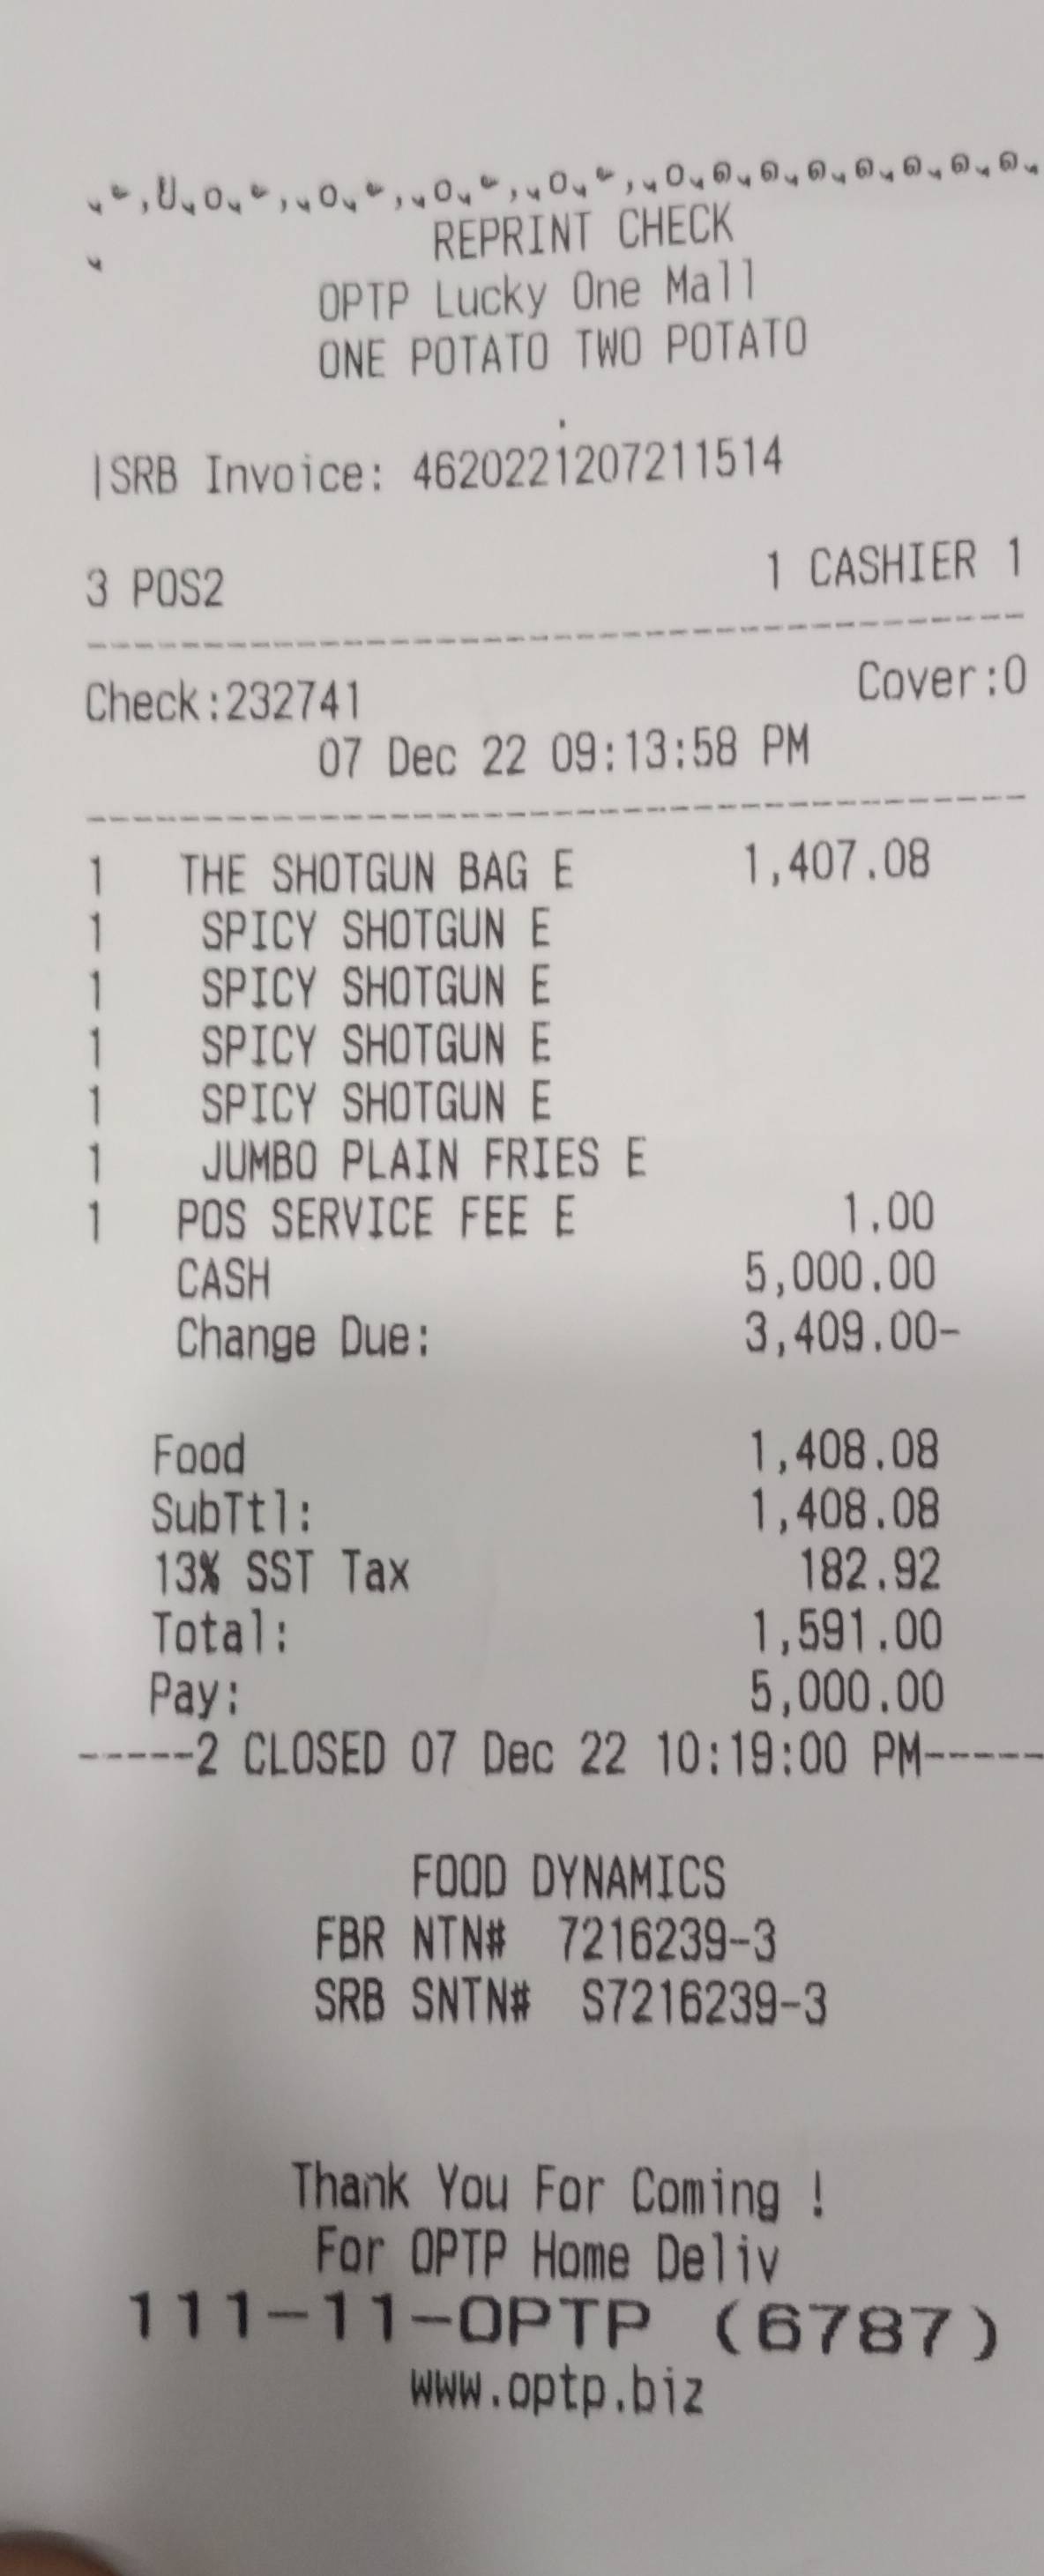 REPRINT CHECK
OPTP Lucky One Mall
ONE POTATO TWO POTATO
|SRB Invoice: 4620221207211514
3 POS2 1 CASHIER 1
Check:232741 Cover:0
07 Dec 22 09:13:58 PM
1 THE SHOTGUN BAG E 1,407.08
1 SPICY SHOTGUN E
1 SPICY SHOTGUN E
1 SPICY SHOTGUN E
1 SPICY SHOTGUN E
1 JUMBO PLAIN FRIES E
1 POS SERVICE FEE E 1.00
CASH 5,000.00
Change Due: 3,409.00-
Food 1,408.08
SubTtl: 1,408.08
13% SST Tax 182.92
Total: 1,591.00
Pay: 5,000.00
-----2 CLOSED 07 Dec 22 10:19:00 PM-----
FOOD DYNAMICS
FBR NTN# 7216239-3
SRB SNTN# S7216239-3
Thank You For Coming !
For OPTP Home Deliv
111-11-OPTP (6787)
www.optp.biz